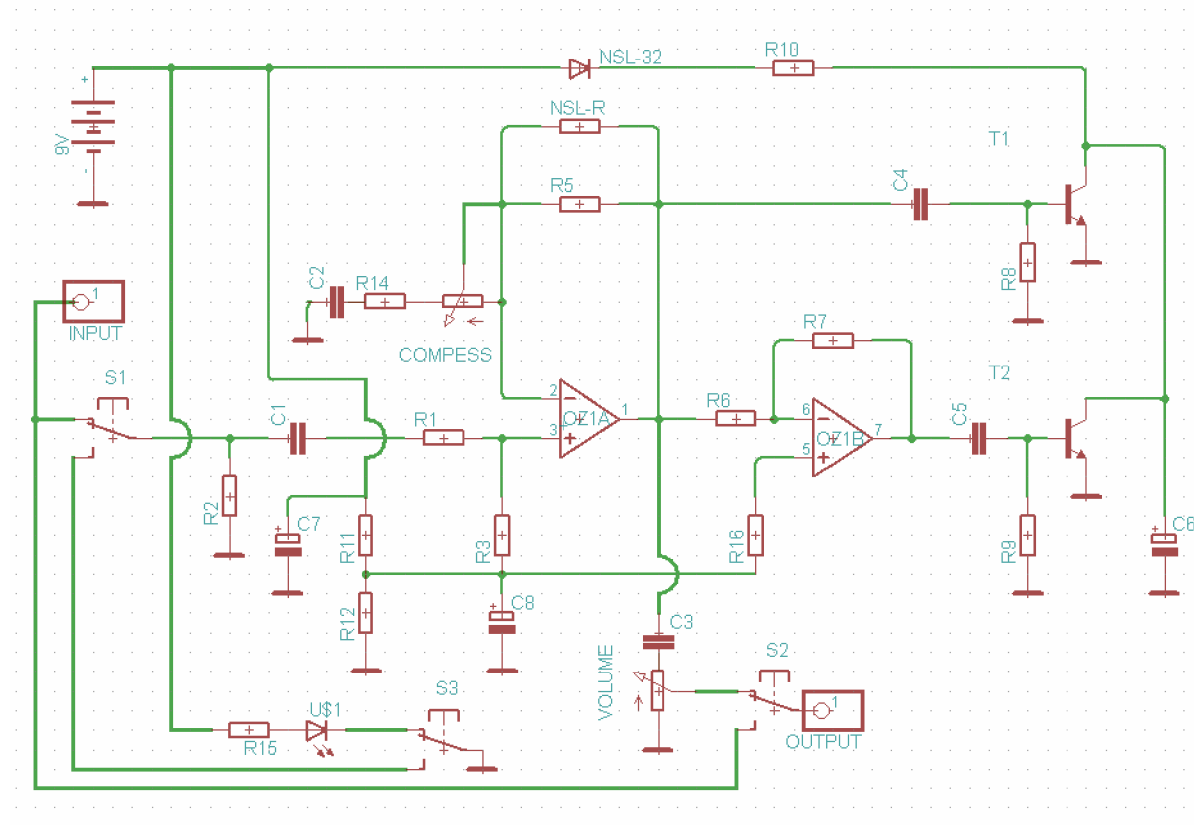 NSL-32
R10
+
9V
-
NSL-R
T1
R5
C4
C2
R14
R8
1
INPUT
COMPESS
R7
S1
T2
C1
R1
2
OZ1A
1
3
R6
6
OZ1B
7
5
C5
R2
+
C7
R11
R3
R16
R9
+
C6
R12
+
C8
C3
VOLUME
S2
S3
U$1
R15
1
OUTPUT